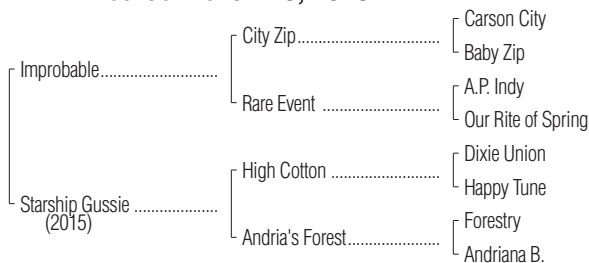 Carson City
City Zip
Baby Zip
Improbable
A.P. Indy
Rare Event
Our Rite of Spring
Dixie Union
High Cotton
Happy Tune
Starship Gussie
(2015)
Forestry
Andria's Forest
Andriana B.